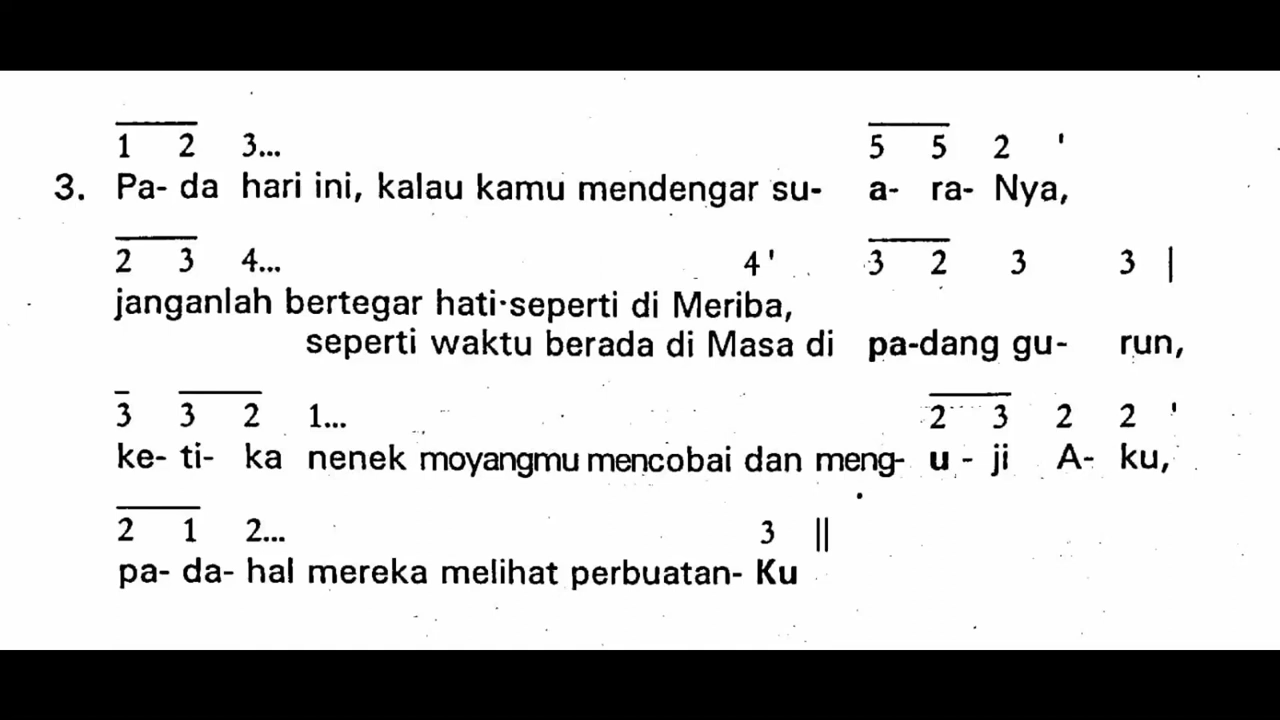 1 2 3... 5 5 2 '
3. Pa- da hari ini, kalau kamu mendengar su- a- ra- Nya,
2 3 4... 4 ' 3 2 3 3 |
janganlah bertegar hati·seperti di Meriba,
seperti waktu berada di Masa di pa-dang gu- run,
3 3 2 1... 2 3 2 2 '
ke- ti- ka nenek moyangmu mencobai dan meng- u - ji A- ku,
2 1 2... 3 ||
pa- da- hal mereka melihat perbuatan- Ku